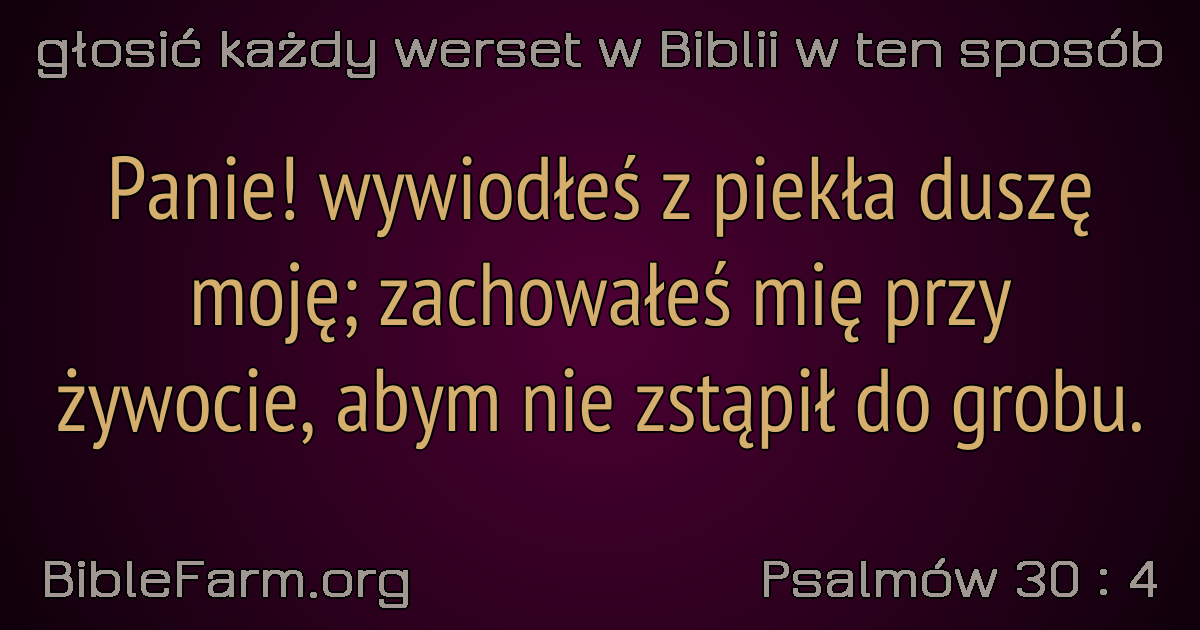 głosić każdy werset w Biblii w ten sposób
Panie! wywiodłeś z piekła duszę
moję; zachowałeś mię przy
żywocie, abym nie zstąpił do grobu.
BibleFarm.org
Psalmów 30 : 4